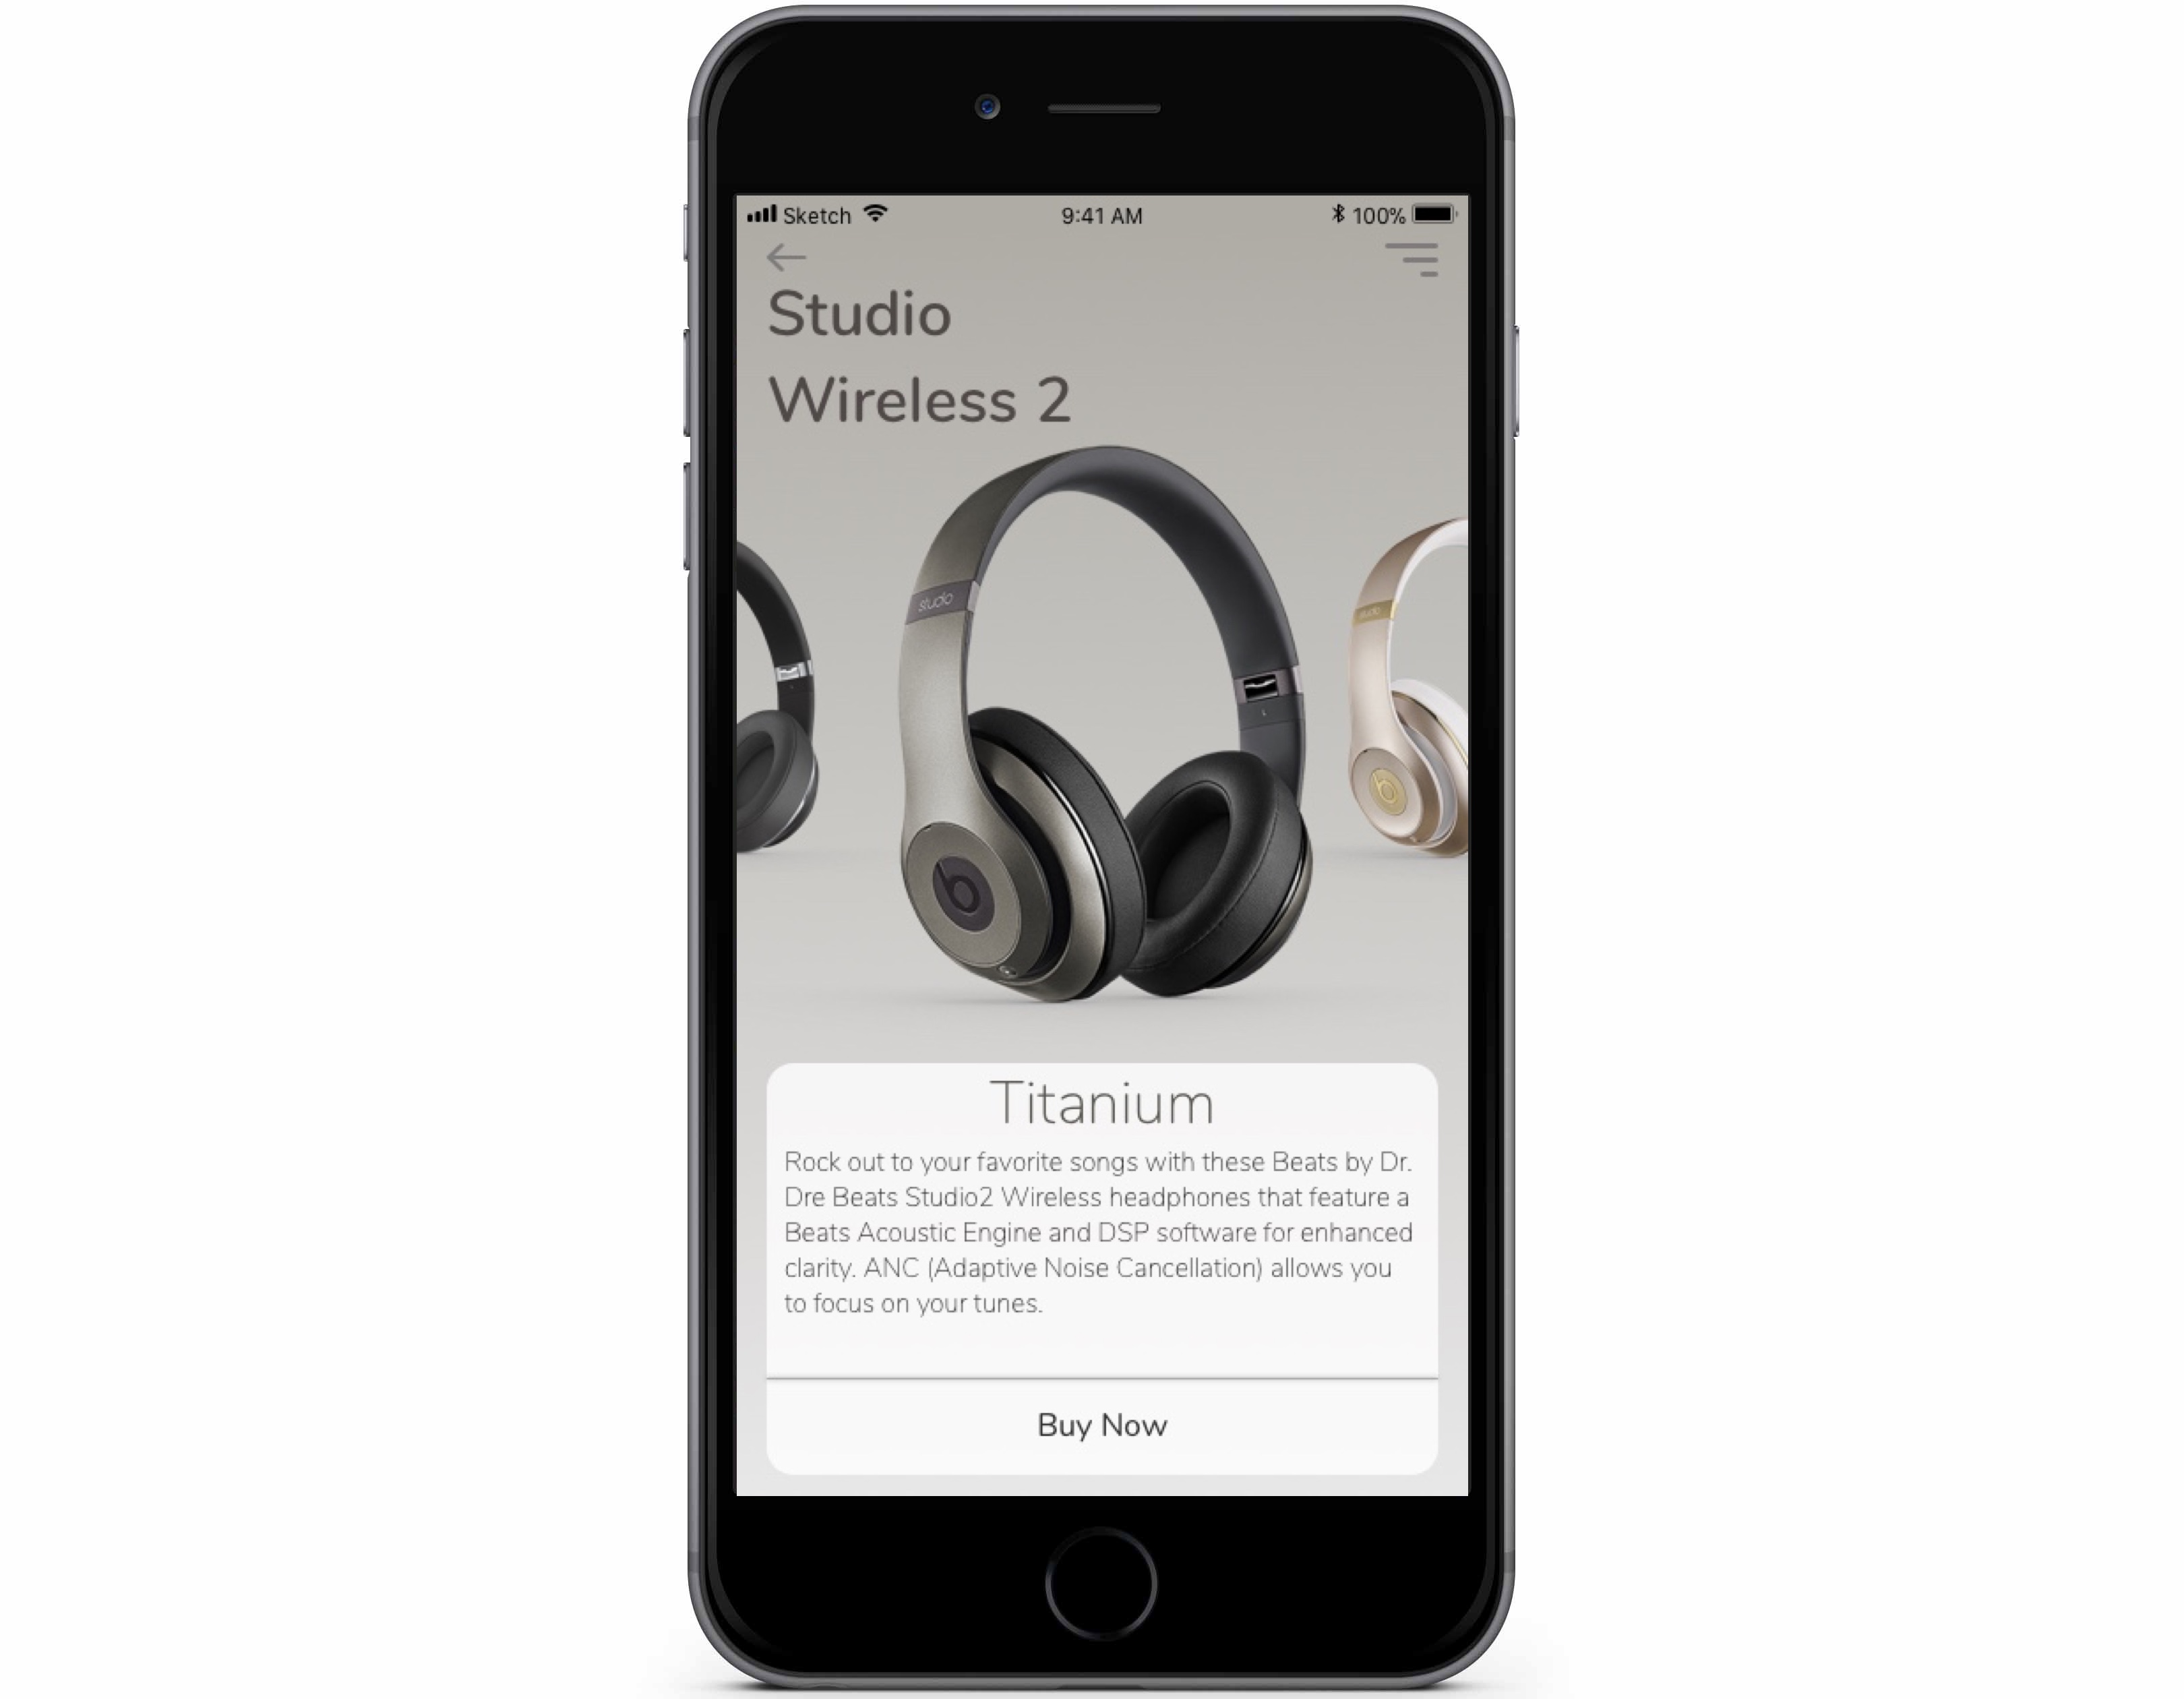 Sketch 9:41 AM 100%
Studio
Wireless 2
studio
studio
b
b
Titanium
Rock out to your favorite songs with these Beats by Dr.
Dre Beats Studio2 Wireless headphones that feature a
Beats Acoustic Engine and DSP software for enhanced
clarity. ANC (Adaptive Noise Cancellation) allows you
to focus on your tunes.
Buy Now